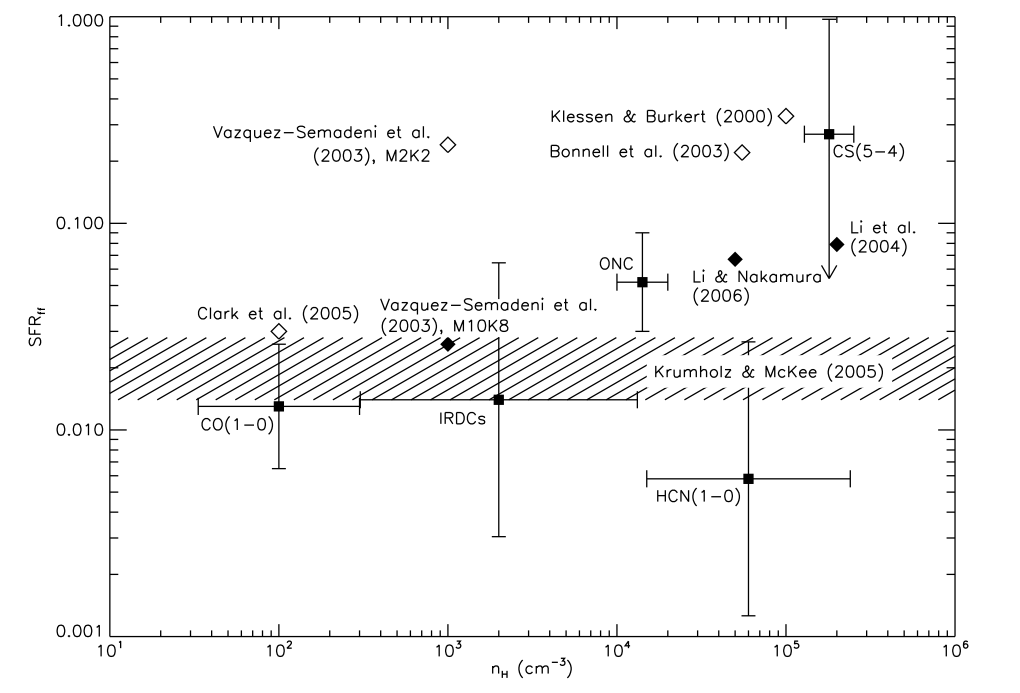 1.000
Klessen & Burkert (2000)
Vazquez-Semadeni et al.
(2003), M2K2
Bonnell et al. (2003)
CS(5-4)
0.100
Li et al.
(2004)
ONC
Li & Nakamura
(2006)
Vazquez-Semadeni et al.
(2003), M10K8
Clark et al. (2005)
SFR_ff
Krumholz & McKee (2005)
IRDCs
CO(1-0)
0.010
HCN(1-0)
0.001
10^1 10^2 10^3 10^4 10^5 10^6
n_H (cm^-3)